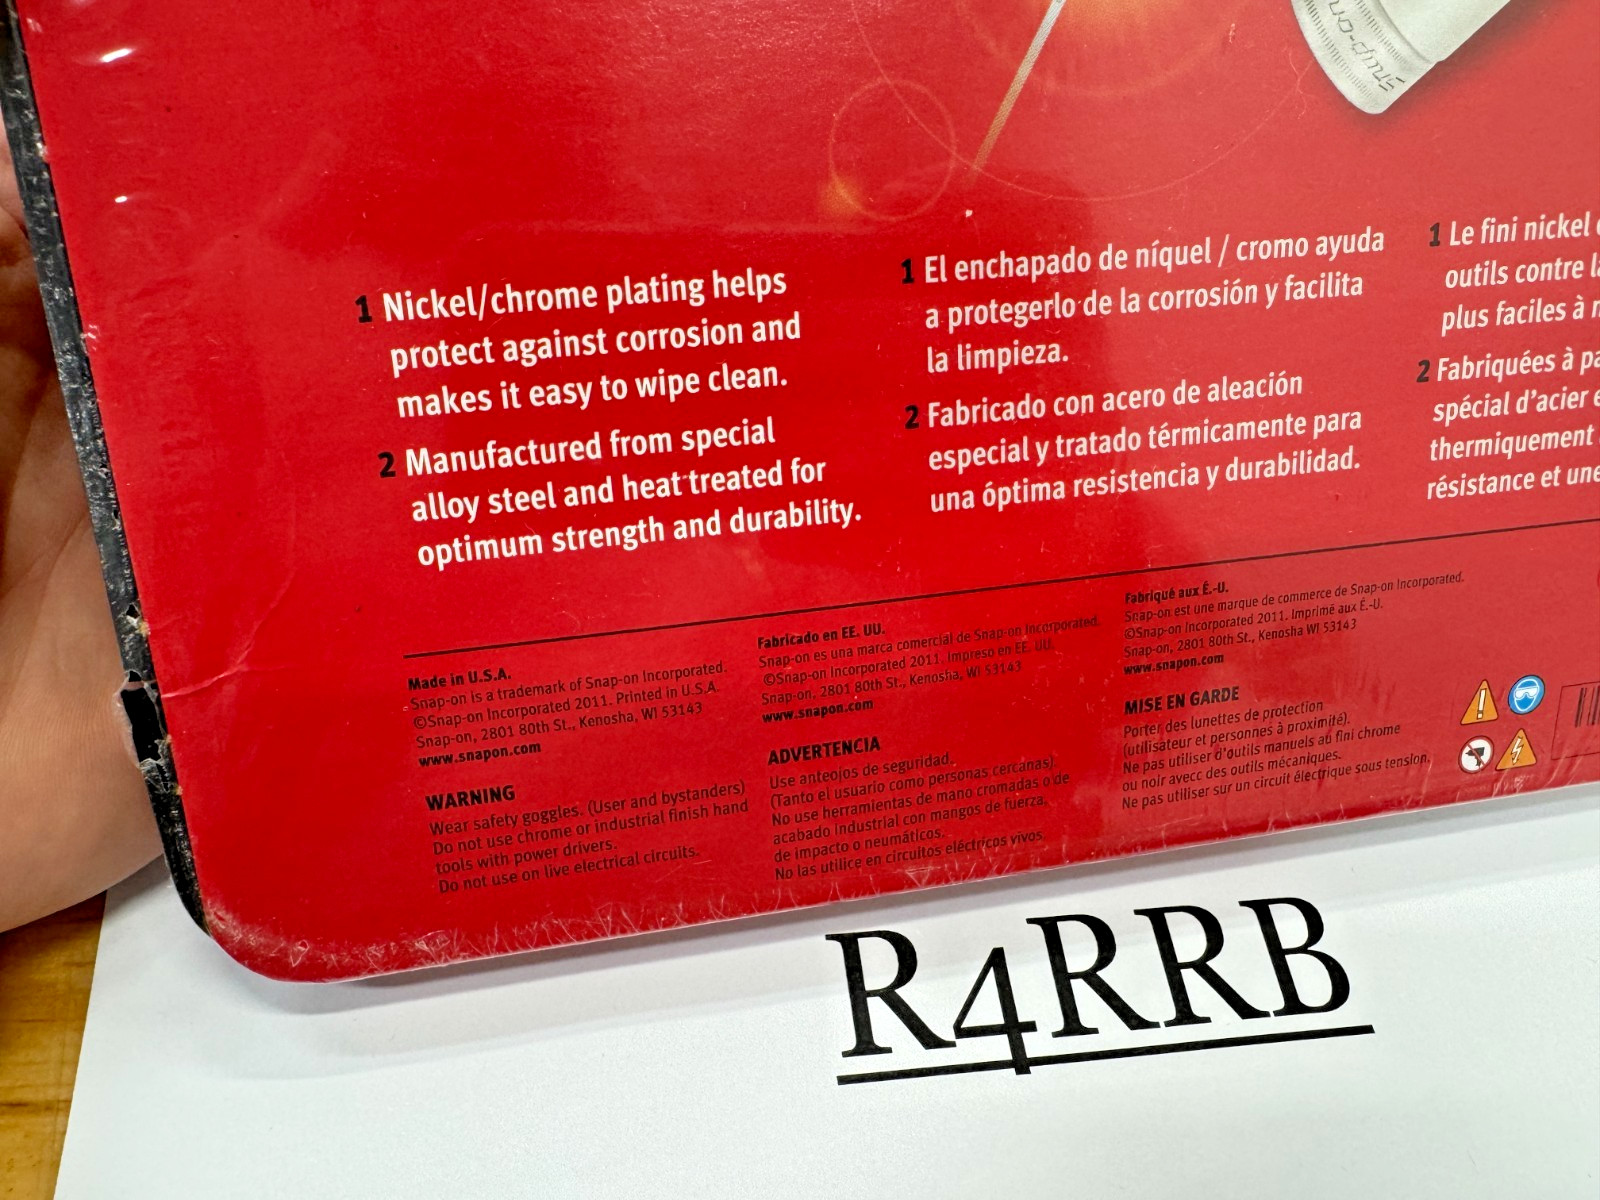 Snap-on
1 Nickel/chrome plating helps
protect against corrosion and
makes it easy to wipe clean.
2 Manufactured from special
alloy steel and heat treated for
optimum strength and durability.
1 El enchapado de níquel / cromo ayuda
a protegerlo de la corrosión y facilita
la limpieza.
2 Fabricado con acero de aleación
especial y tratado térmicamente para
una óptima resistencia y durabilidad.
1 Le fini nickel
outils contre
plus faciles à
2 Fabriquées à
spécial d'acier
thermiquement
résistance et une
Made in U.S.A.
Snap-on is a trademark of Snap-on Incorporated.
©Snap-on Incorporated 2011. Printed in U.S.A.
Snap-on, 2801 80th St., Kenosha, WI 53143
www.snapon.com
WARNING
Wear safety goggles. (User and bystanders)
Do not use chrome or industrial finish hand
tools with power drivers.
Do not use on live electrical circuits.
Fabricado en EE. UU.
Snap-on es una marca comercial de Snap-on Incorporated.
©Snap-on Incorporated 2011. Impreso en EE. UU.
Snap-on, 2801 80th St., Kenosha, WI 53143
www.snapon.com
ADVERTENCIA
Use anteojos de seguridad.
(Tanto el usuario como personas cercanas).
No use herramientas de mano cromadas o de
acabado industrial con mangos de fuerza,
de impacto o neumáticos.
No las utilice en circuitos eléctricos vivos.
Fabriqué aux É.-U.
Snap-on est une marque de commerce de Snap-on Incorporated.
©Snap-on Incorporated 2011. Imprimé aux É.-U.
Snap-on, 2801 80th St., Kenosha WI 53143
www.snapon.com
MISE EN GARDE
Porter des lunettes de protection
(utilisateur et personnes à proximité).
Ne pas utiliser d'outils manuels au fini chrome
ou noir avecc des outils mécaniques.
Ne pas utiliser sur un circuit électrique sous tension.
R4RRB